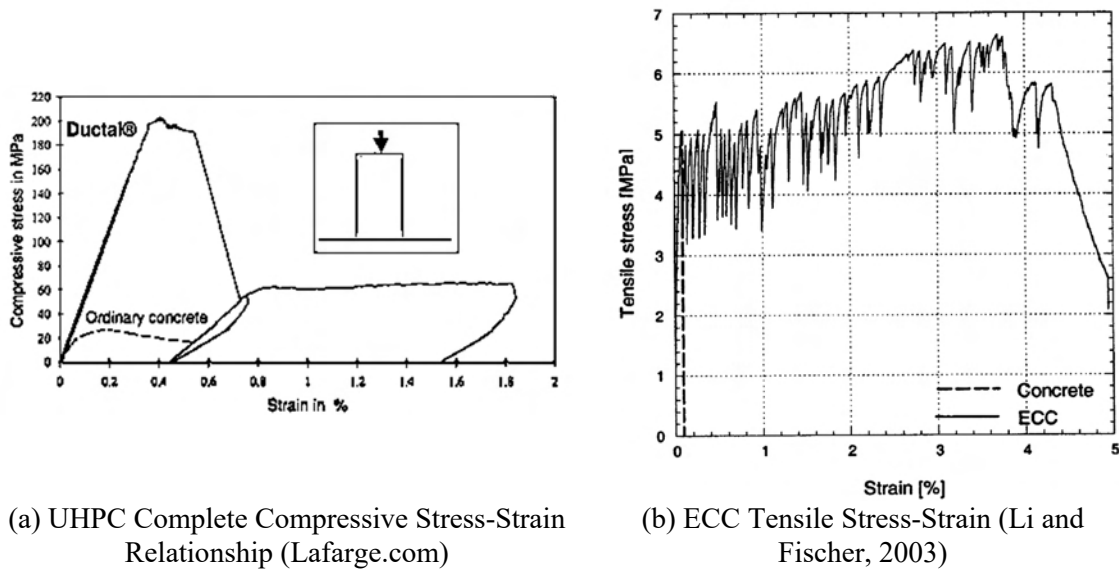 220
200
180
160
140
120
100
80
60
40
20
0
Compressive stress in MPa
Ductal®
Ordinary concrete
0 0.2 0.4 0.6 0.8 1 1.2 1.4 1.6 1.8 2
Strain in %
7
6
5
4
3
2
1
0
Tensile stress [MPa]
Concrete
ECC
0 1 2 3 4 5
Strain [%]
(a) UHPC Complete Compressive Stress-Strain
Relationship (Lafarge.com)
(b) ECC Tensile Stress-Strain (Li and
Fischer, 2003)